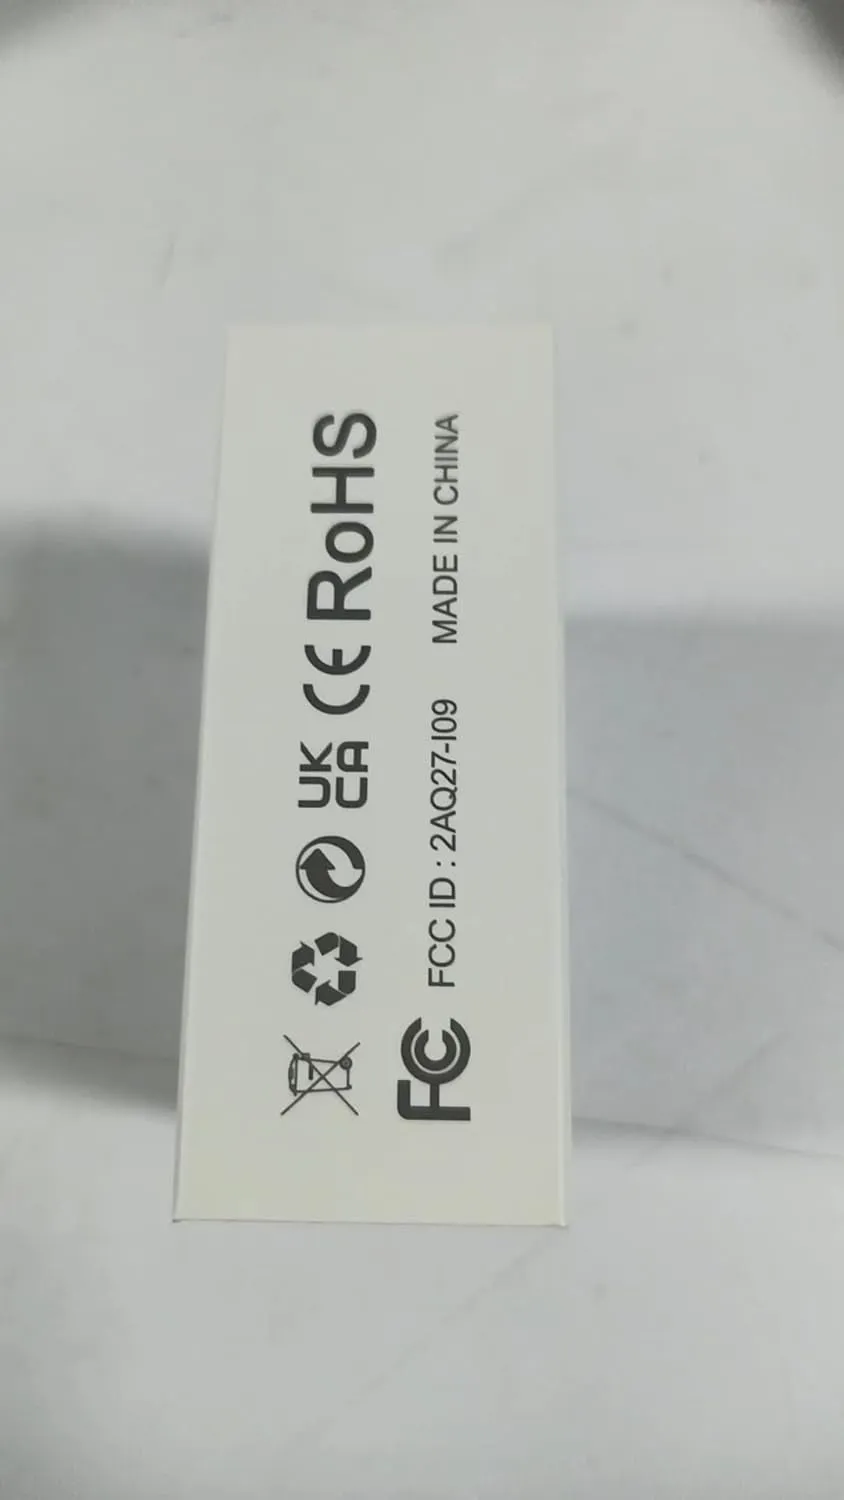 UK CA CE RoHS
FC FCC ID : 2AQ27-I09 MADE IN CHINA